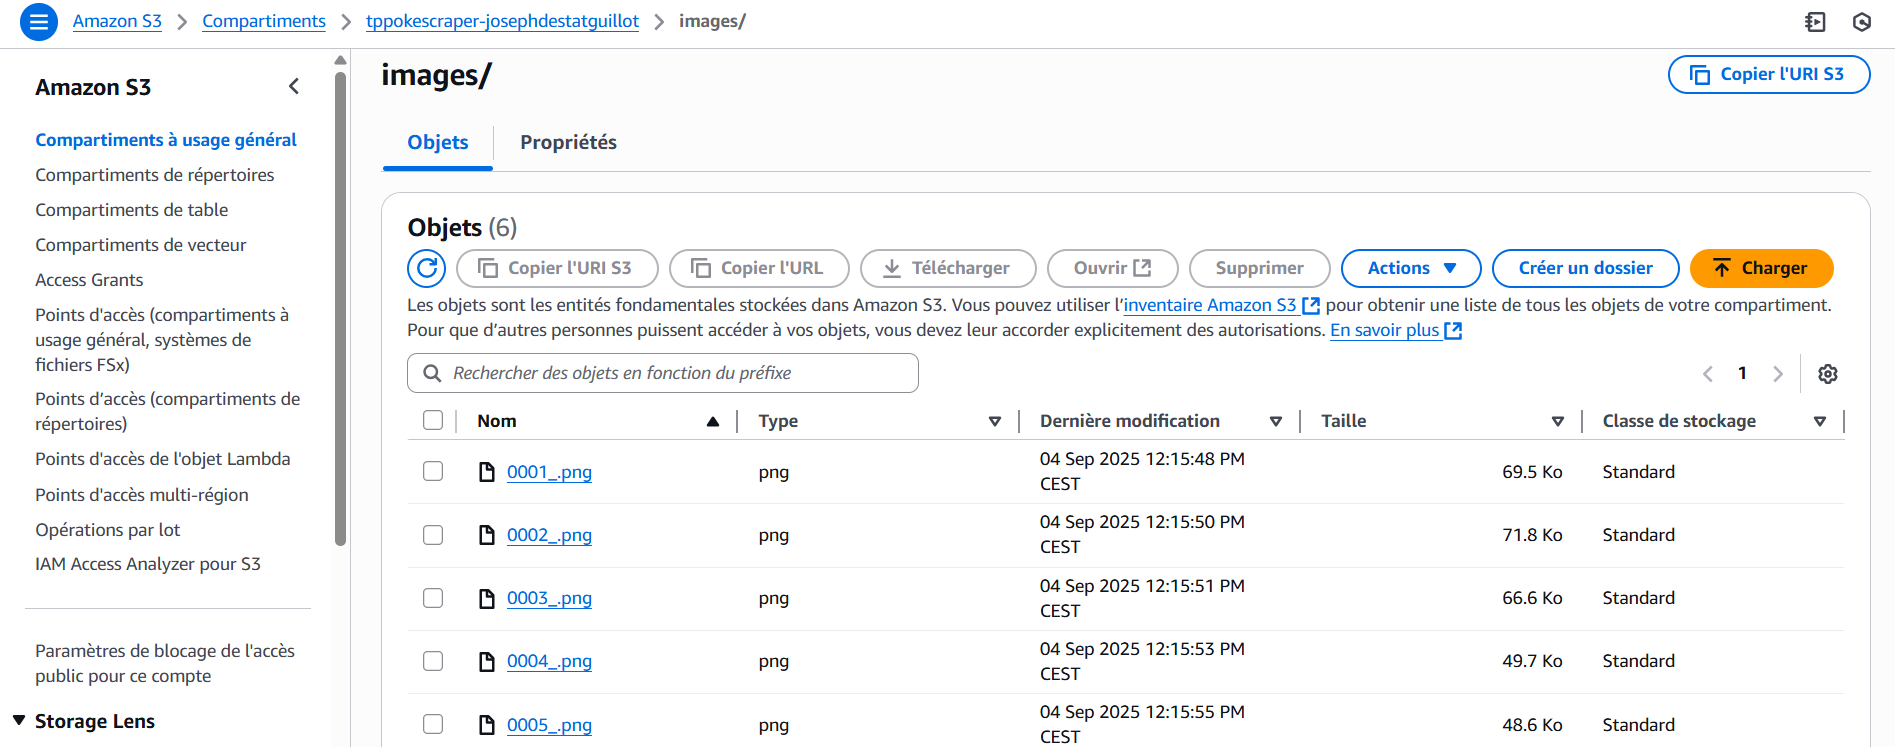 Amazon S3 > Compartiments > tppokescraper-josephdestatguillot > images/
Amazon S3
Compartiments à usage général
Compartiments de répertoires
Compartiments de table
Compartiments de vecteur
Access Grants
Points d'accès (compartiments à
usage général, systèmes de
fichiers FSx)
Points d’accès (compartiments de
répertoires)
Points d'accès de l'objet Lambda
Points d'accès multi-région
Opérations par lot
IAM Access Analyzer pour S3
Paramètres de blocage de l'accès
public pour ce compte
Storage Lens
images/
Copier l'URI S3
Objets
Propriétés
Objets (6)
Copier l'URI S3
Copier l'URL
Télécharger
Ouvrir
Supprimer
Actions
Créer un dossier
Charger
Les objets sont les entités fondamentales stockées dans Amazon S3. Vous pouvez utiliser l’inventaire Amazon S3 pour obtenir une liste de tous les objets de votre compartiment.
Pour que d’autres personnes puissent accéder à vos objets, vous devez leur accorder explicitement des autorisations. En savoir plus
Rechercher des objets en fonction du préfixe
1
Nom Type Dernière modification Taille Classe de stockage
0001_.png png 04 Sep 2025 12:15:48 PM 69.5 Ko Standard
CEST
0002_.png png 04 Sep 2025 12:15:50 PM 71.8 Ko Standard
CEST
0003_.png png 04 Sep 2025 12:15:51 PM 66.6 Ko Standard
CEST
0004_.png png 04 Sep 2025 12:15:53 PM 49.7 Ko Standard
CEST
0005_.png png 04 Sep 2025 12:15:55 PM 48.6 Ko Standard
CEST